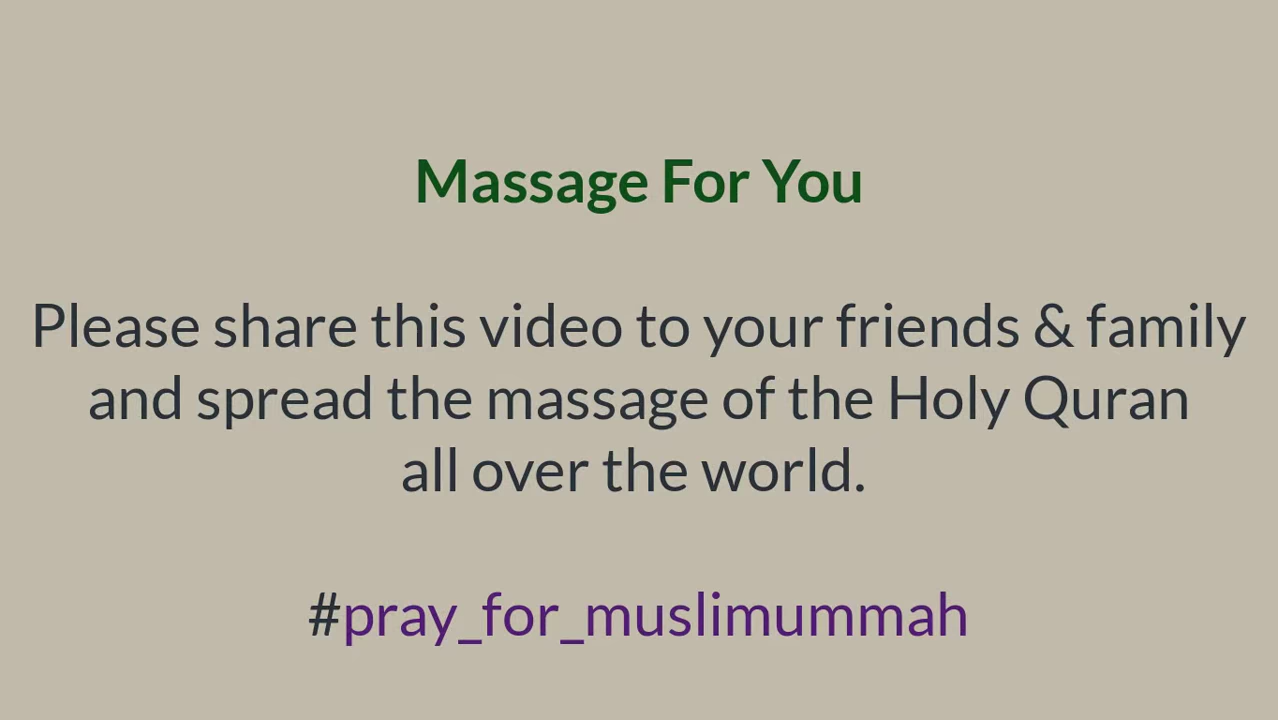 Massage For You
Please share this video to your friends & family
and spread the massage of the Holy Quran
all over the world.
#pray_for_muslimummah